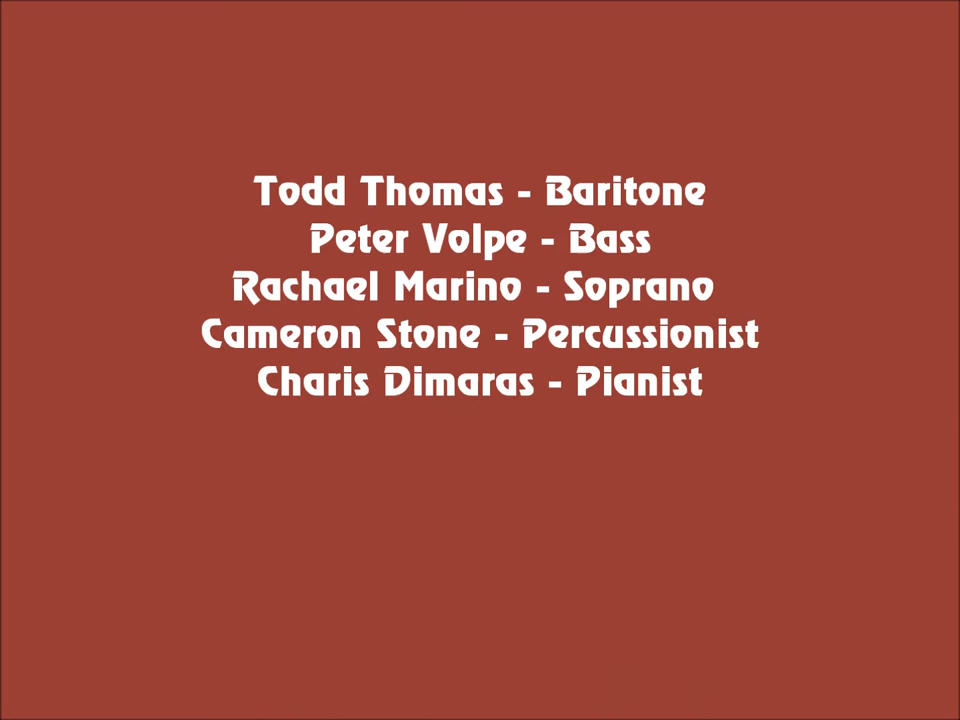 Todd Thomas - Baritone
Peter Volpe - Bass
Rachael Marino - Soprano
Cameron Stone - Percussionist
Charis Dimaras - Pianist